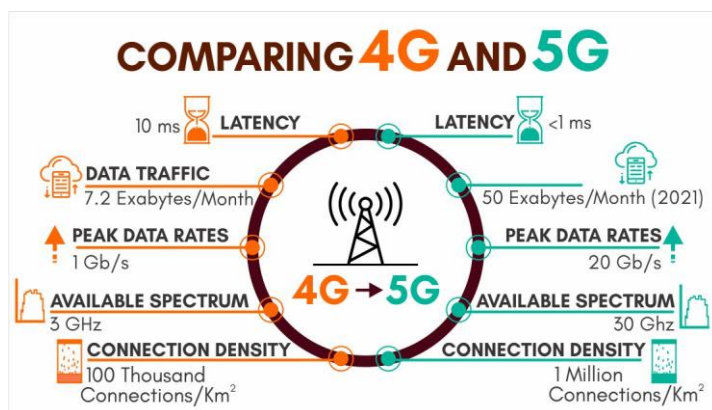 COMPARING 4G AND 5G
10 ms LATENCY
LATENCY <1 ms
DATA TRAFFIC
7.2 Exabytes/Month
50 Exabytes/Month (2021)
PEAK DATA RATES
1 Gb/s
PEAK DATA RATES
20 Gb/s
4G → 5G
AVAILABLE SPECTRUM
3 GHz
AVAILABLE SPECTRUM
30 Ghz
CONNECTION DENSITY
100 Thousand
Connections/Km²
CONNECTION DENSITY
1 Million
Connections/Km²